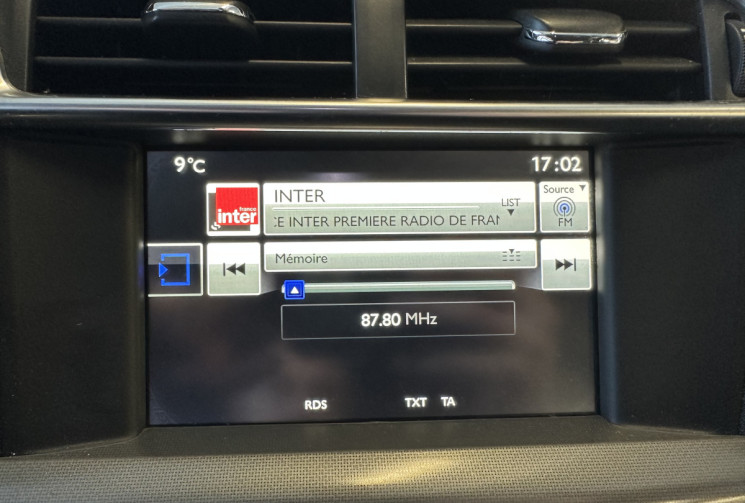 9°C
17:02
france
inter
INTER
LIST
:E INTER PREMIERE RADIO DE FRAN
Source
FM
Mémoire
87.80 MHz
RDS
TXT TA